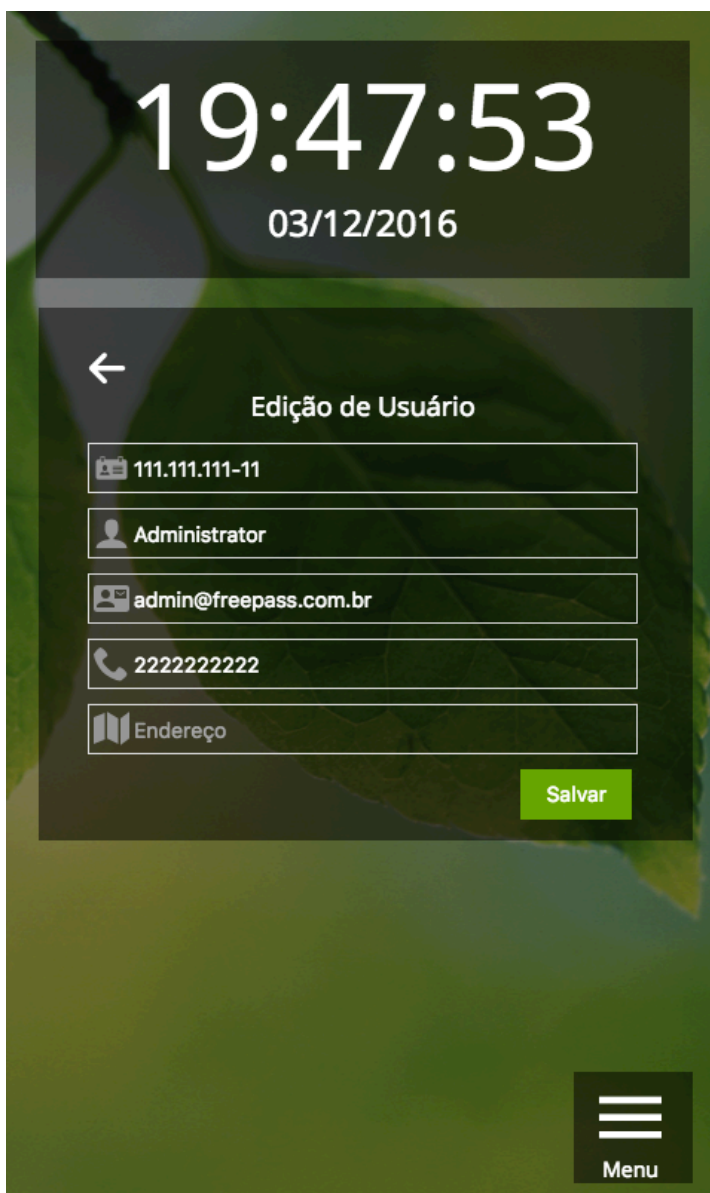 19:47:53
03/12/2016
Edição de Usuário
111.111.111-11
Administrator
admin@freepass.com.br
2222222222
Endereço
Salvar
Menu